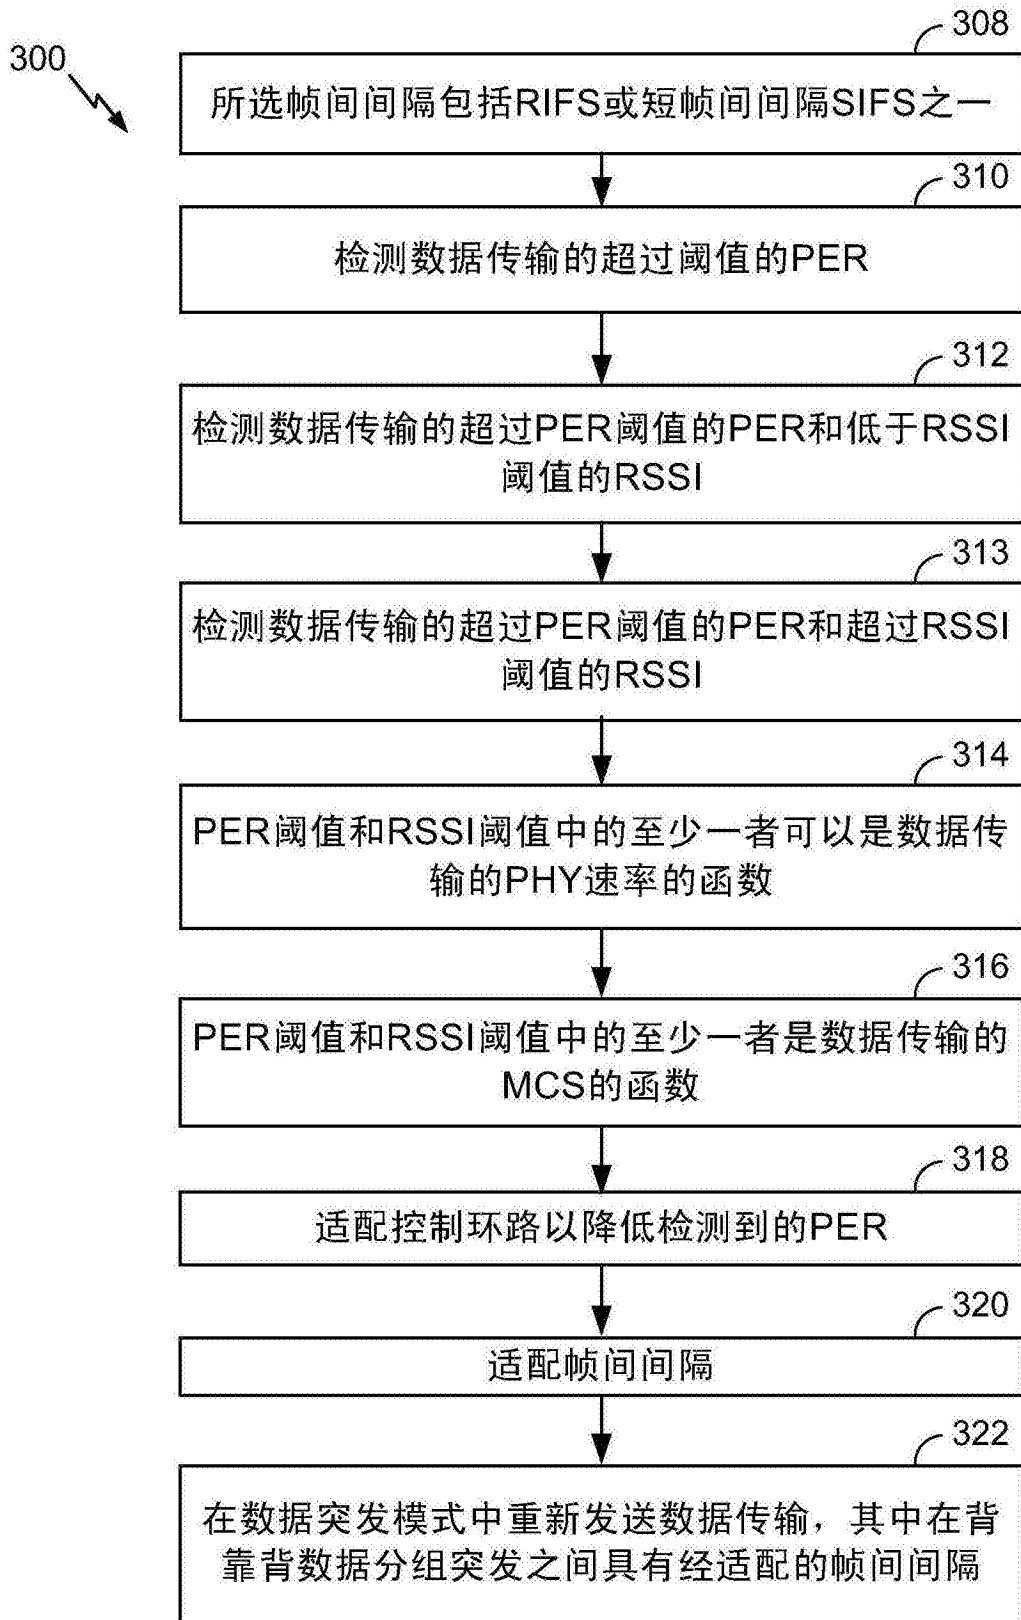 300
308
所选帧间间隔包括RIFS或短帧间间隔SIFS之一
310
检测数据传输的超过阈值的PER
312
检测数据传输的超过PER阈值的PER和低于RSSI
阈值的RSSI
313
检测数据传输的超过PER阈值的PER和超过RSSI
阈值的RSSI
314
PER阈值和RSSI阈值中的至少一者可以是数据传
输的PHY速率的函数
316
PER阈值和RSSI阈值中的至少一者是数据传输的
MCS的函数
318
适配控制环路以降低检测到的PER
320
适配帧间间隔
322
在数据突发模式中重新发送数据传输，其中在背
靠背数据分组突发之间具有经适配的帧间间隔